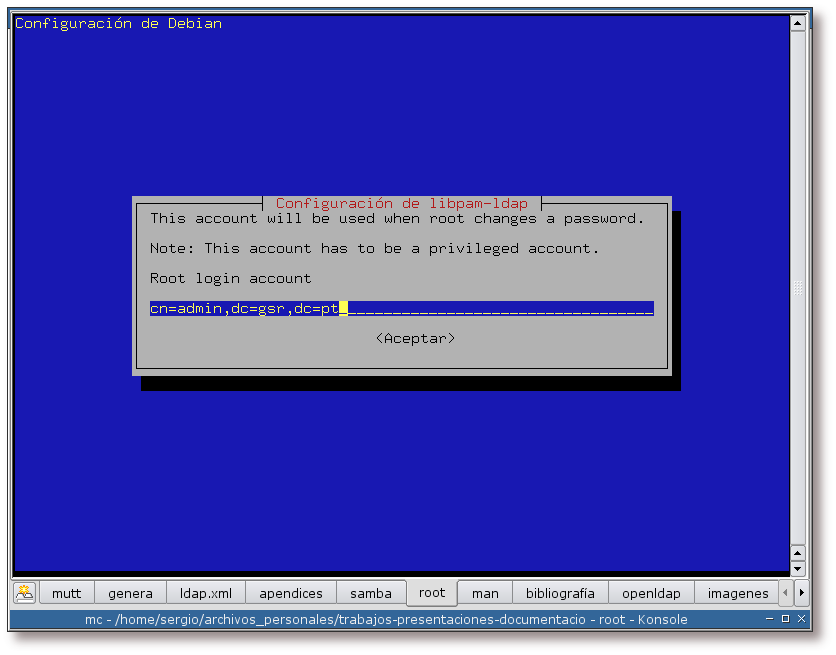 Configuración de Debian
Configuración de libpam-ldap
This account will be used when root changes a password.
Note: This account has to be a privileged account.
Root login account
cn=admin,dc=gsr,dc=pt
<Aceptar>
mutt genera ldap.xml apendices samba root man bibliografía openldap imagenes
mc - /home/sergio/archivos_personales/trabajos-presentaciones-documentacio - root - Konsole